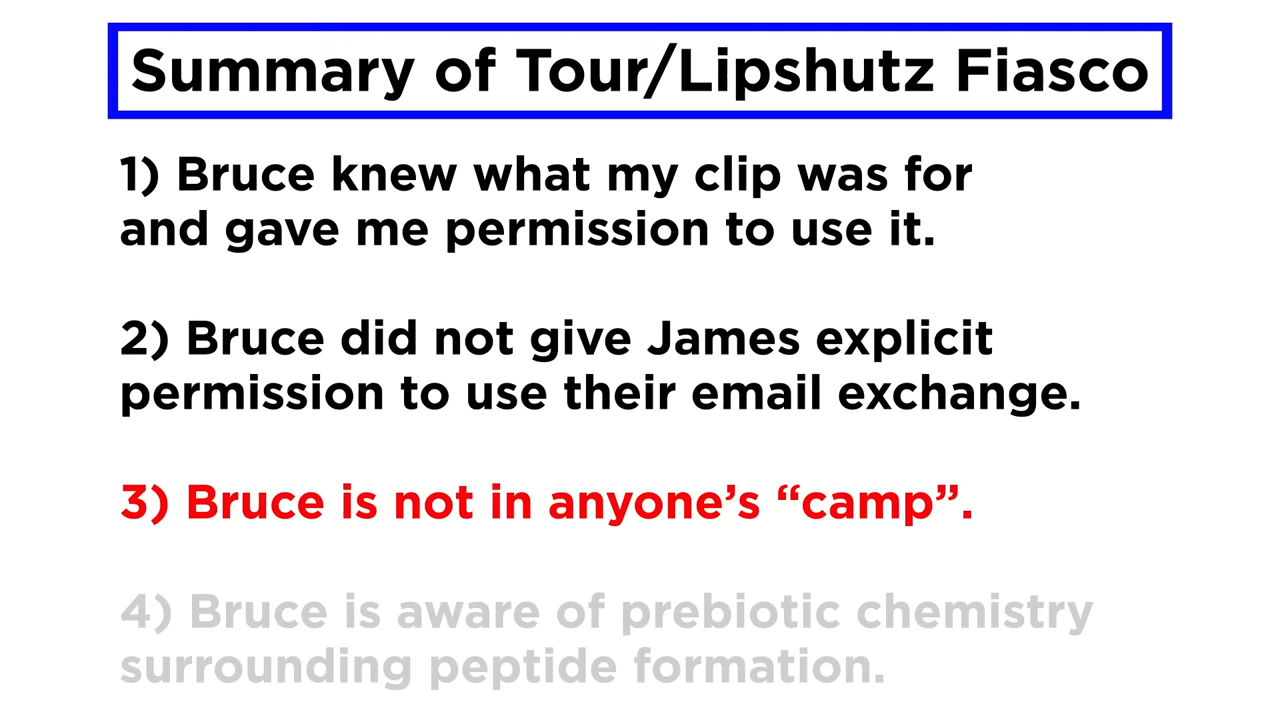 Summary of Tour/Lipshutz Fiasco
1) Bruce knew what my clip was for
and gave me permission to use it.
2) Bruce did not give James explicit
permission to use their email exchange.
3) Bruce is not in anyone’s “camp”.
4) Bruce is aware of prebiotic chemistry
surrounding peptide formation.